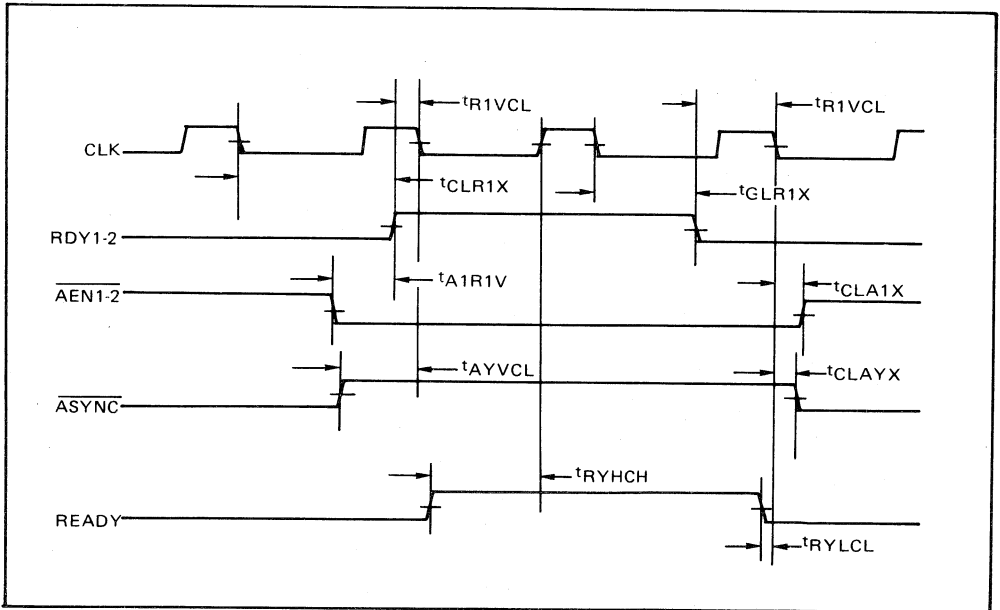 tR1VCL tR1VCL
CLK
tCLR1X tGLR1X
RDY1-2
tA1R1V
AEN1-2
tCLA1X
tAYVCL
tCLAYX
ASYNC
tRYHCH
READY
tRYLCL